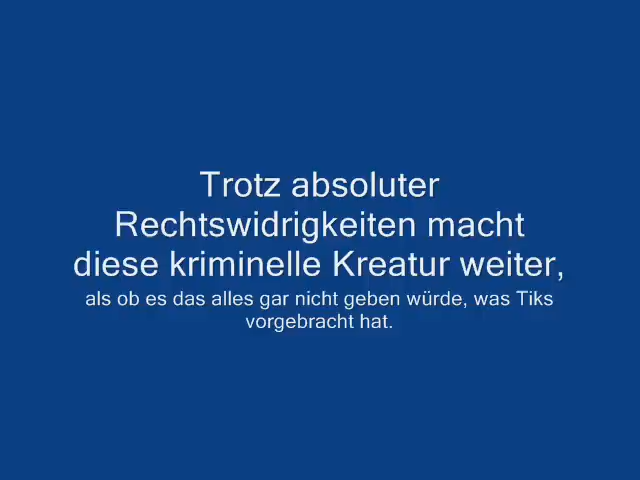 Trotz absoluter
Rechtswidrigkeiten macht
diese kriminelle Kreatur weiter,
als ob es das alles gar nicht geben würde, was Tiks
vorgebracht hat.